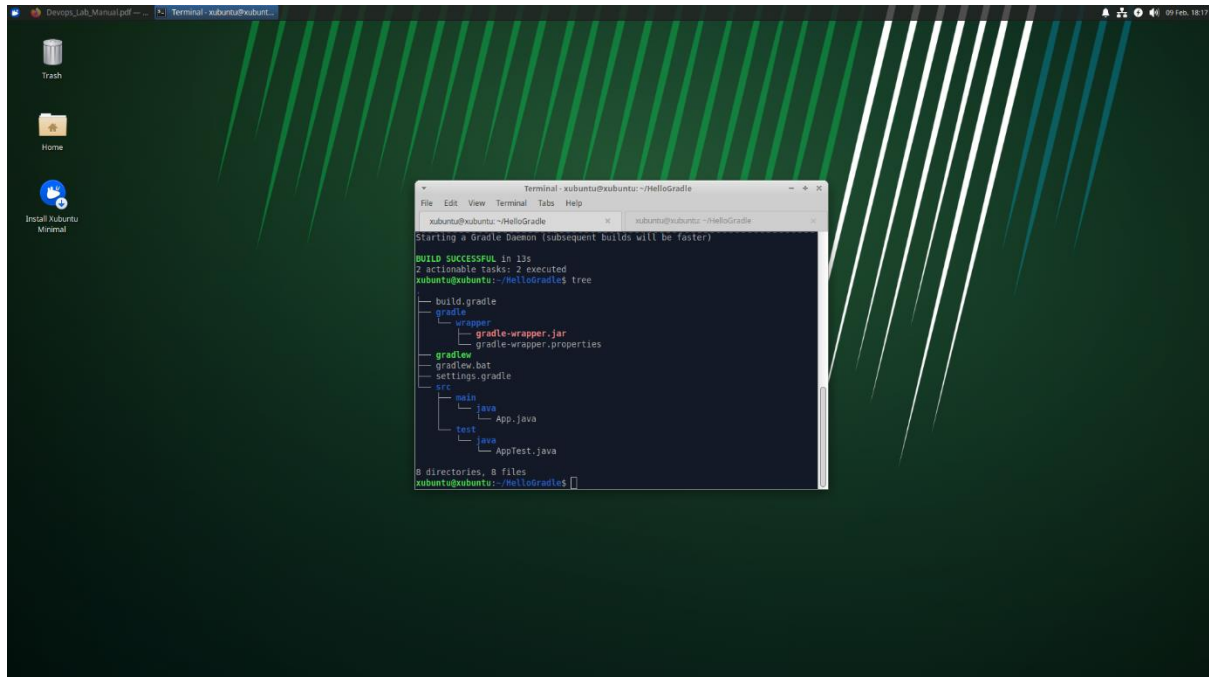 Devops_Lab_Manual.pdf — ...
Terminal - xubuntu@xubunt...
09 Feb, 18:17
Trash
Home
Install Xubuntu
Minimal
Terminal - xubuntu@xubuntu: ~/HelloGradle
File Edit View Terminal Tabs Help
xubuntu@xubuntu: ~/HelloGradle
xubuntu@xubuntu: ~/HelloGradle
Starting a Gradle Daemon (subsequent builds will be faster)
BUILD SUCCESSFUL in 13s
2 actionable tasks: 2 executed
xubuntu@xubuntu:~/HelloGradle$ tree
.
├── build.gradle
├── gradle
│   └── wrapper
│       ├── gradle-wrapper.jar
│       └── gradle-wrapper.properties
├── gradlew
├── gradlew.bat
├── settings.gradle
└── src
    ├── main
    │   └── java
    │       └── App.java
    └── test
        └── java
            └── AppTest.java
8 directories, 8 files
xubuntu@xubuntu:~/HelloGradle$